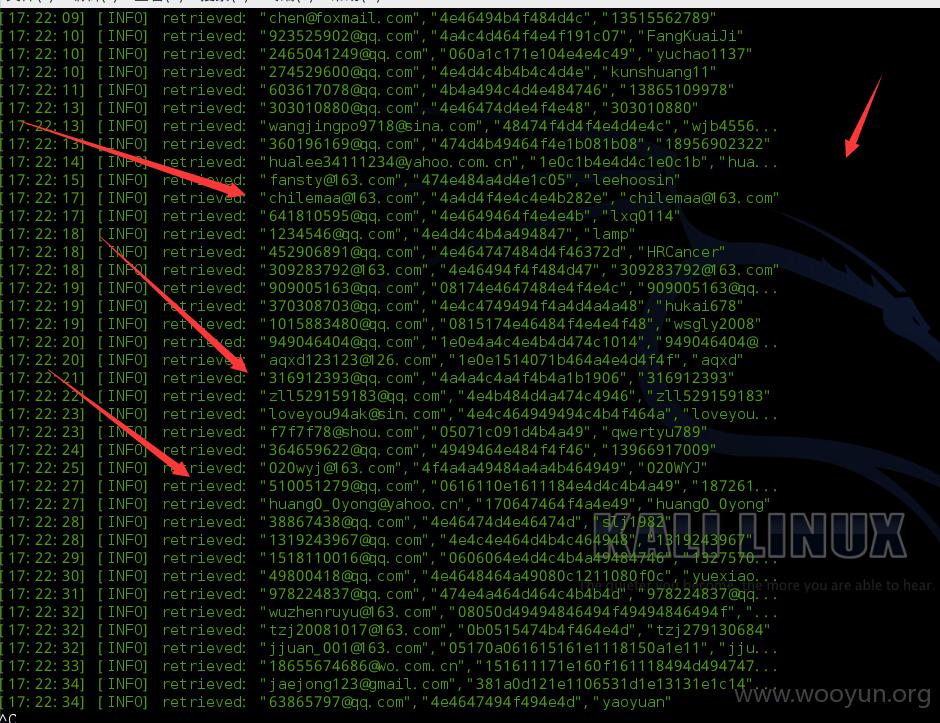 [17:22:09] [INFO] retrieved: "chen@foxmail.com","4e46494b4f484d4c","13515562789"
[17:22:10] [INFO] retrieved: "923525902@qq.com","4a4c4d464f4e4f191c07","FangKuaiJi"
[17:22:10] [INFO] retrieved: "2465041249@qq.com","060a1c171e104e4e4c49","yuchao1137"
[17:22:10] [INFO] retrieved: "274529600@qq.com","4e4d4c4b4b4c4d4e","kunshuang11"
[17:22:11] [INFO] retrieved: "603617078@qq.com","4b4a494c4d4e484746","13865109978"
[17:22:13] [INFO] retrieved: "303010880@qq.com","4e46474d4e4f4e48","303010880"
[17:22:13] [INFO] retrieved: "wangjingpo9718@sina.com","48474f4d4f4e4d4e4c","wjb4556...
[INFO] retrieved: "360196169@qq.com","474d4b49464f4e1b081b08","18956902322"
[17:22:14] [INFO] retrieved: "hualee34111234@yahoo.com.cn","1e0c1b4e4d4c1e0c1b","hua...
[17:22:15] [INFO] retrieved: "fansty@163.com","474e484a4d4e1c05","leehoosin"
[17:22:17] [INFO] retrieved: "chilemaa@163.com","4a4d4f4e4c4e4b282e","chilemaa@163.com"
[17:22:17] [INFO] retrieved: "641810595@qq.com","4e4649464f4e4e4b","lxq0114"
[17:22:18] [INFO] retrieved: "1234546@qq.com","4e4d4c4b4a494847","lamp"
[17:22:18] [INFO] retrieved: "452906891@qq.com","4e464747484d4f46372d","HRCancer"
[17:22:18] [INFO] retrieved: "309283792@163.com","4e46494f4f484d47","309283792@163.com"
[17:22:19] [INFO] retrieved: "909005163@qq.com","08174e4647484e4f4e4c","909005163@qq...
[17:22:19] [INFO] retrieved: "370308703@qq.com","4e4c4749494f4a4d4a4a48","hukai678"
[17:22:19] [INFO] retrieved: "1015883480@qq.com","0815174e46484f4e4e4f48","wsgly2008"
[17:22:20] [INFO] retrieved: "949046404@qq.com","1e0e4a4c4e4b4d474c1014","949046404@...
[17:22:20] [INFO] retrieved: "aqxd123123@126.com","1e0e1514071b464a4e4d4f4f","aqxd"
[17:22:21] [INFO] retrieved: "316912393@qq.com","4a4a4c4a4f4b4a1b1906","316912393"
[17:22:22] [INFO] retrieved: "zll529159183@qq.com","4e4b484d4a474c4946","zll529159183"
[17:22:23] [INFO] retrieved: "loveyou94ak@sin.com","4e4c464949494c4b4f464a","loveyou...
[17:22:23] [INFO] retrieved: "f7f7f78@shou.com","05071c091d4b4a49","qwertyu789"
[17:22:24] [INFO] retrieved: "364659622@qq.com","4949464e484f4f46","13966917009"
[17:22:25] [INFO] retrieved: "020wyj@163.com","4f4a4a49484a4a4b464949","020WYJ"
[17:22:27] [INFO] retrieved: "510051279@qq.com","0616110e1611184e4d4c4b4a49","187261...
[17:22:27] [INFO] retrieved: "huang0_0yong@yahoo.cn","170647464f4a4e49","huang0_0yong"
[17:22:28] [INFO] retrieved: "38867438@qq.com","4e46474d4e46474d","slj1982"
[17:22:28] [INFO] retrieved: "1319243967@qq.com","4e4c4e464d4b4c464948","1319243967"
[17:22:29] [INFO] retrieved: "1518110016@qq.com","0606064e4d4c4b4a49484746","1327570...
[17:22:30] [INFO] retrieved: "49800418@qq.com","4e4648464a49080c1211080f0c","yuexiao...
[17:22:31] [INFO] retrieved: "978224837@qq.com","474e4a464d464c4b4b4d","978224837@qq...
[17:22:32] [INFO] retrieved: "wuzhenruyu@163.com","08050d49494846494f49494846494f","...
[17:22:32] [INFO] retrieved: "tzj20081017@163.com","0b0515474b4f464e4d","tzj279130684"
[17:22:32] [INFO] retrieved: "jjuan_001@163.com","05170a061615161e1118150a1e11","jju...
[17:22:33] [INFO] retrieved: "18655674686@wo.com.cn","151611171e160f161118494d494747...
[17:22:34] [INFO] retrieved: "jaejong123@gmail.com","381a0d121e1106531d1e13131e1c14...
[17:22:34] [INFO] retrieved: "63865797@qq.com","4e4647494f494e4d","yaoyuan"
^C
KALI LINUX
the more you are able to hear.
www.wooyun.org